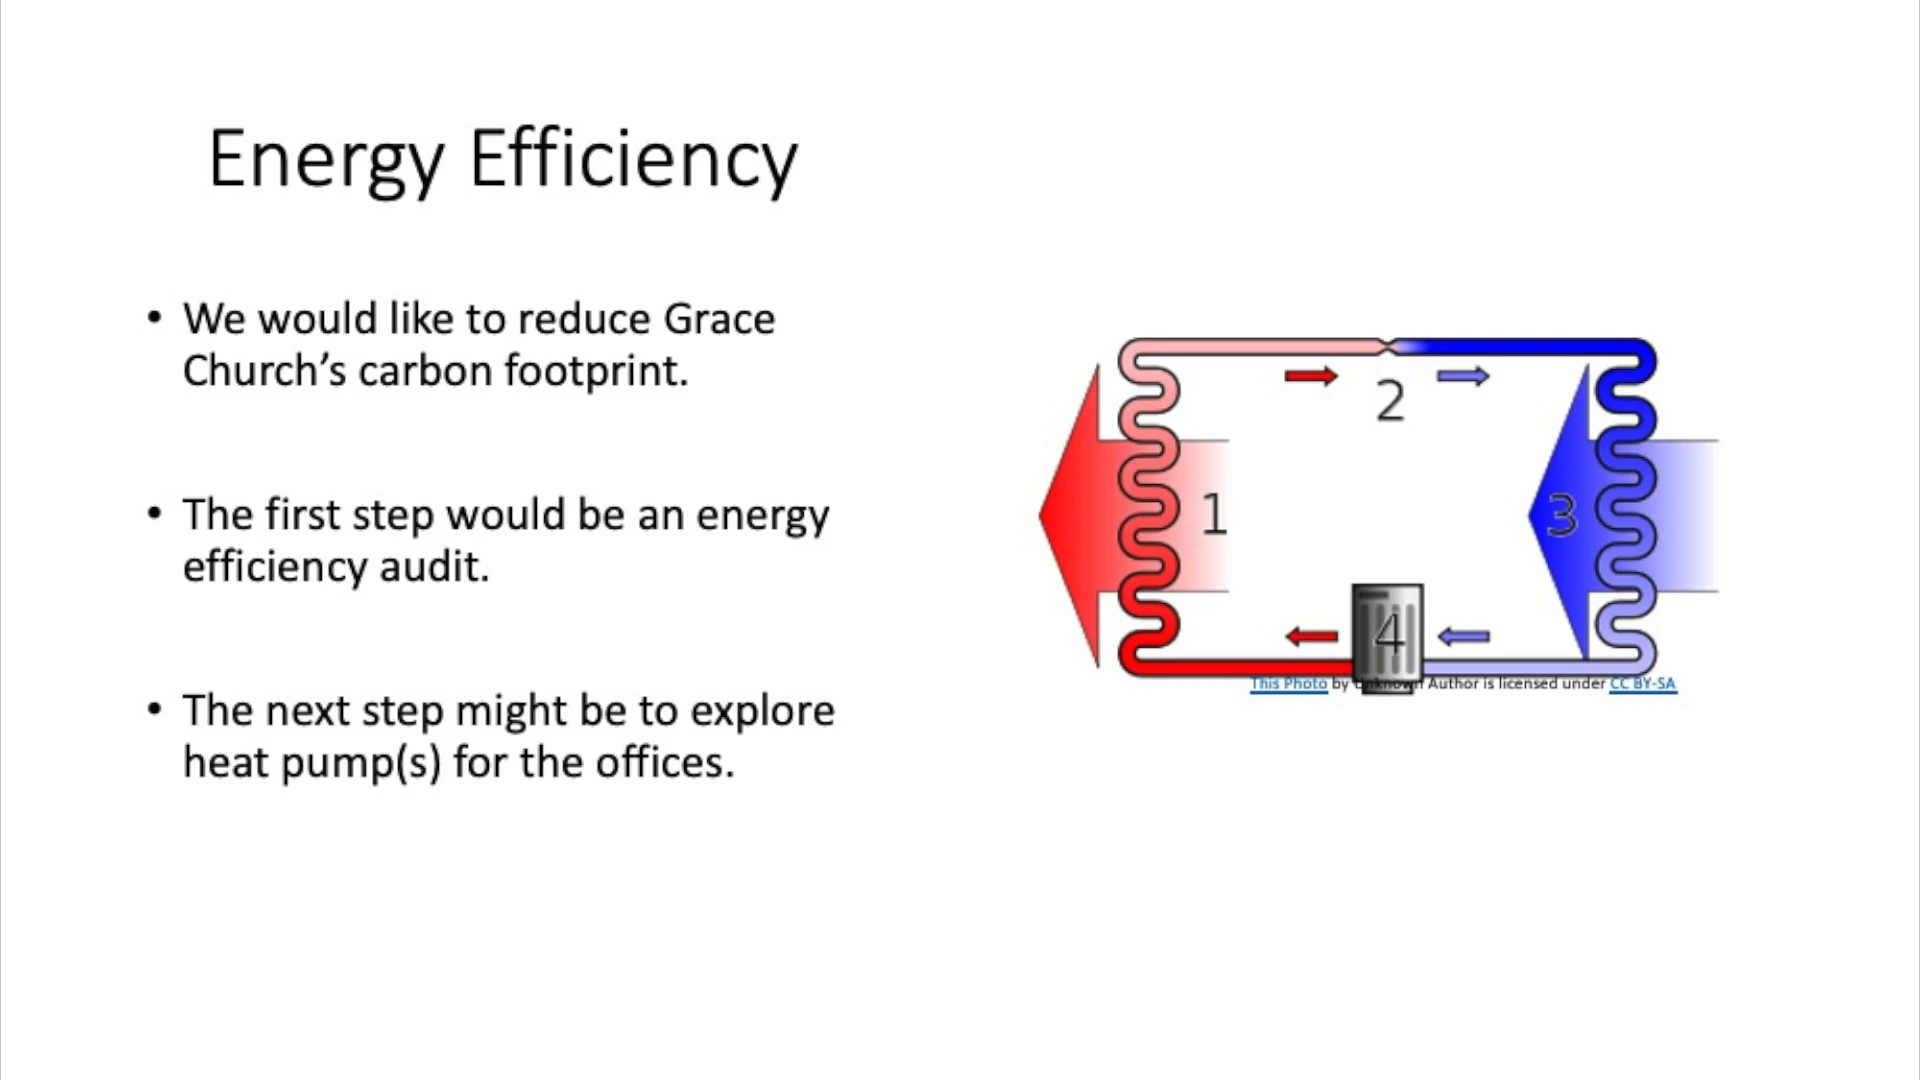 Energy Efficiency
• We would like to reduce Grace
Church’s carbon footprint.
• The first step would be an energy
efficiency audit.
• The next step might be to explore
heat pump(s) for the offices.
2
1
3
4
This Photo by Unknown Author is licensed under CC BY-SA